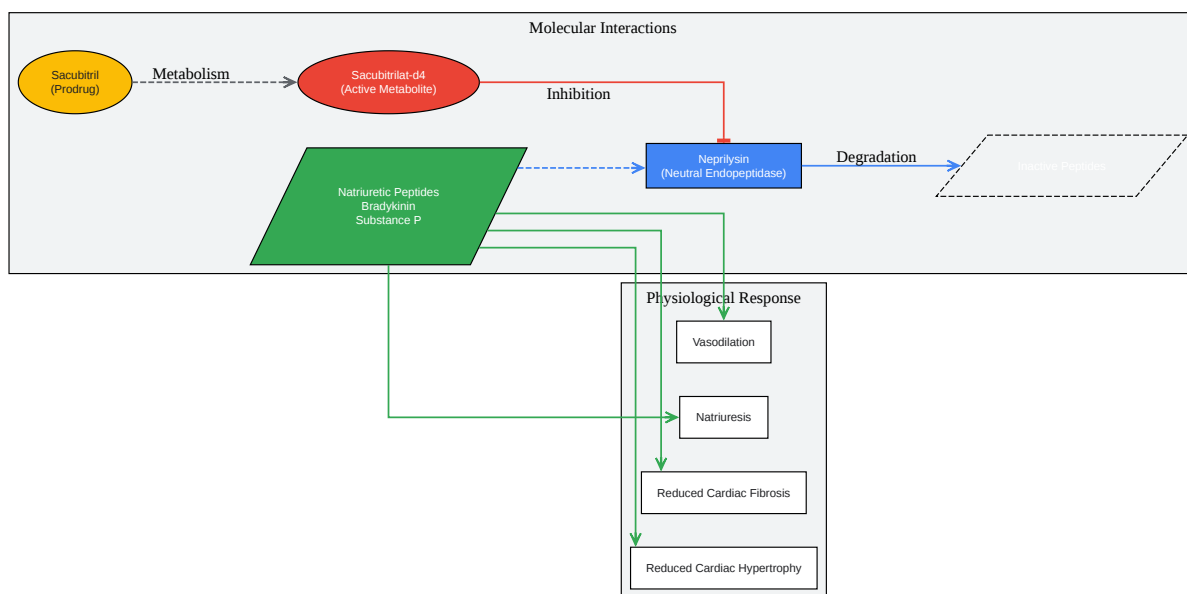 Molecular Interactions
Sacubitril
(Prodrug)
Metabolism
Sacubitrilat-d4
(Active Metabolite)
Inhibition
Natriuretic Peptides
Bradykinin
Substance P
Neprilysin
(Neutral Endopeptidase)
Degradation
Inactive Peptides
Physiological Response
Vasodilation
Natriuresis
Reduced Cardiac Fibrosis
Reduced Cardiac Hypertrophy